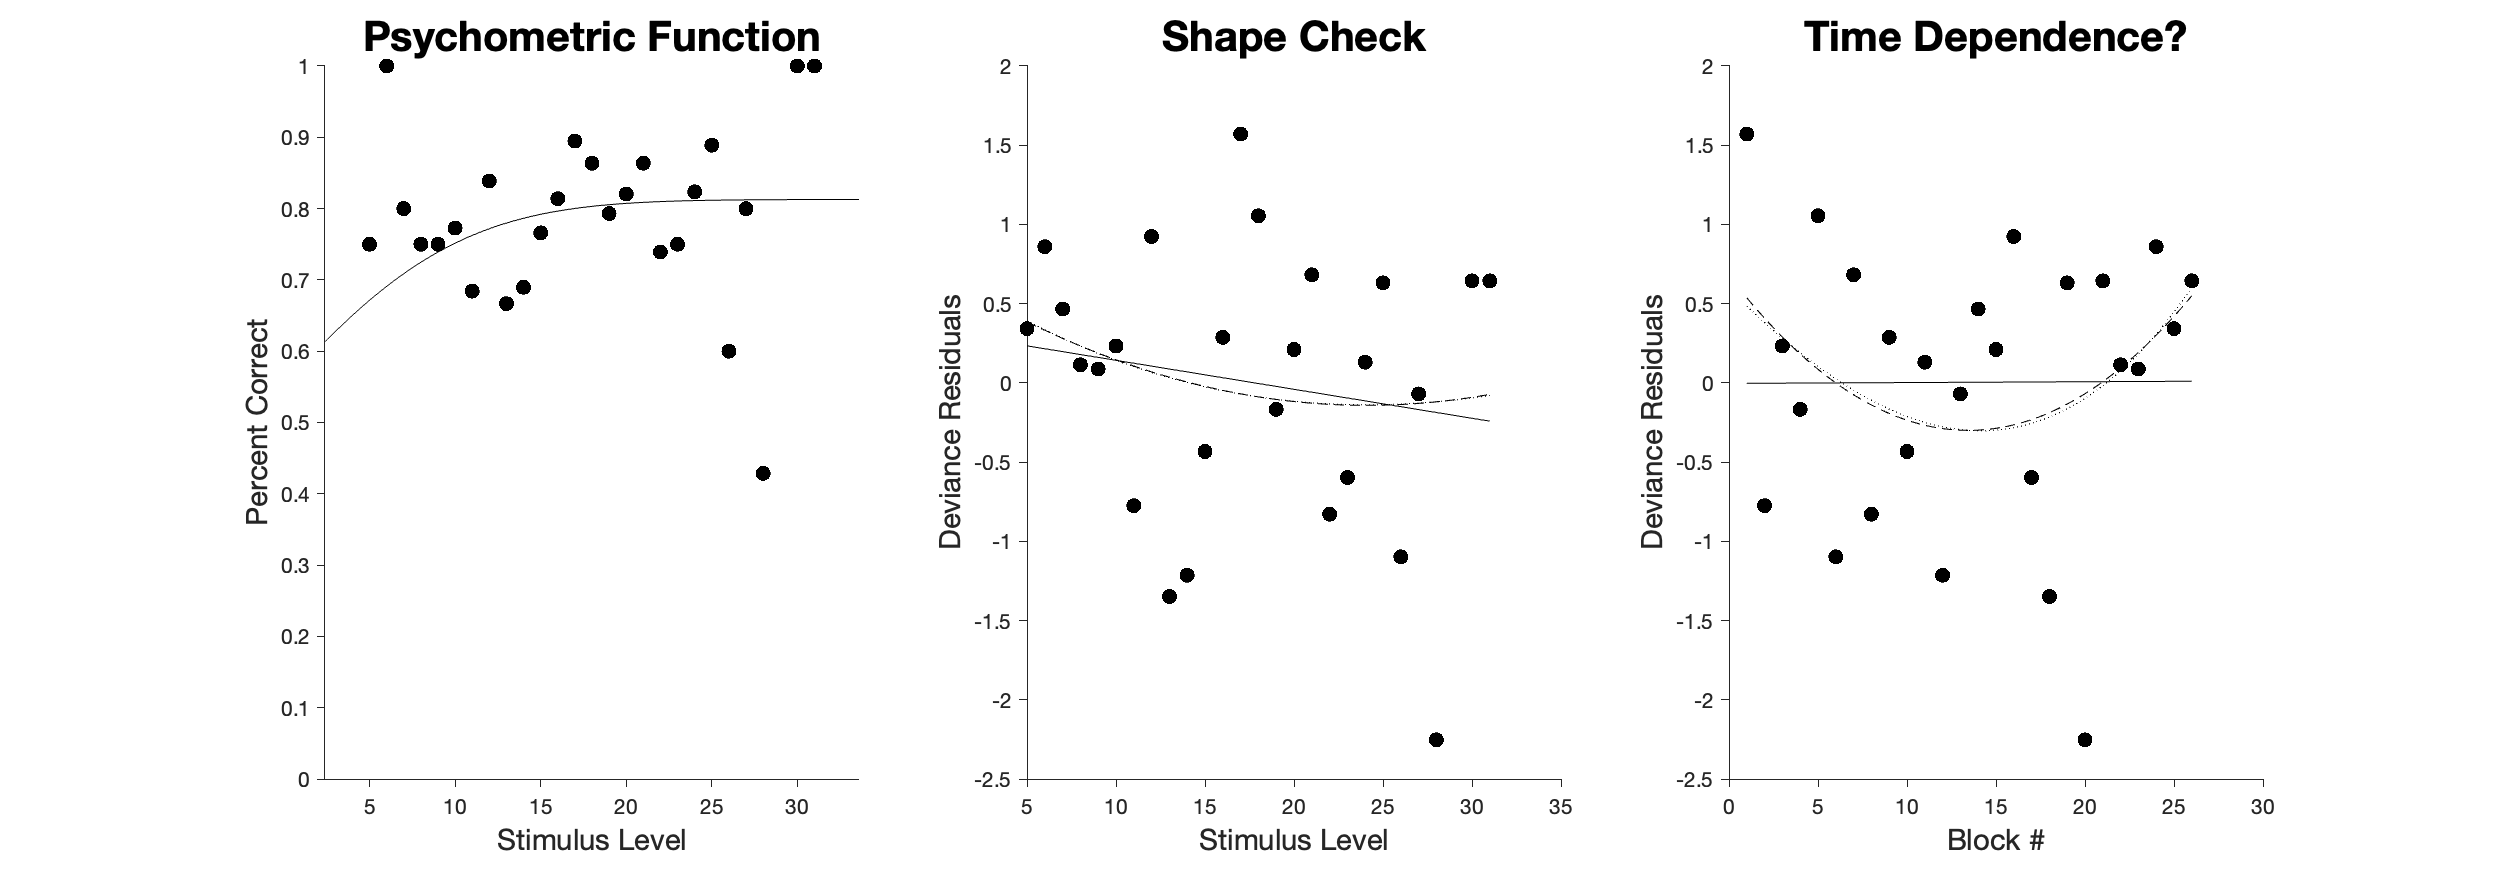 Psychometric Function
1
0.9
0.8
0.7
0.6
0.5
0.4
0.3
0.2
0.1
0
Percent Correct
5 10 15 20 25 30
Stimulus Level
Shape Check
2
1.5
1
0.5
0
-0.5
-1
-1.5
-2
-2.5
Deviance Residuals
5 10 15 20 25 30 35
Stimulus Level
Time Dependence?
2
1.5
1
0.5
0
-0.5
-1
-1.5
-2
-2.5
Deviance Residuals
0 5 10 15 20 25 30
Block #